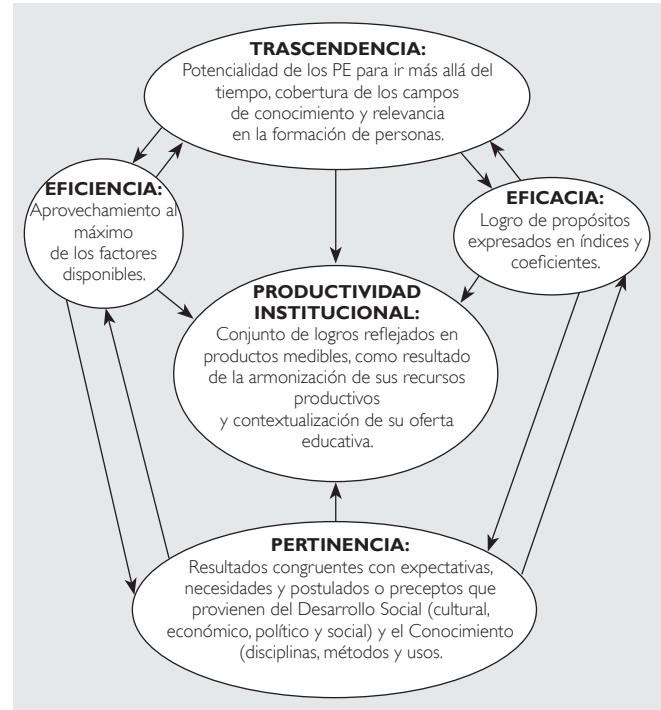 TRASCENDENCIA:
Potencialidad de los PE para ir más allá del
tiempo, cobertura de los campos
de conocimiento y relevancia
en la formación de personas.
EFICIENCIA:
Aprovechamiento al
máximo
de los factores
disponibles.
EFICACIA:
Logro de propósitos
expresados en índices y
coeficientes.
PRODUCTIVIDAD
INSTITUCIONAL:
Conjunto de logros reflejados en
productos medibles, como resultado
de la armonización de sus recursos
productivos
y contextualización de su oferta
educativa.
PERTINENCIA:
Resultados congruentes con expectativas,
necesidades y postulados o preceptos que
provienen del Desarrollo Social (cultural,
económico, político y social) y el Conocimiento
(disciplinas, métodos y usos.